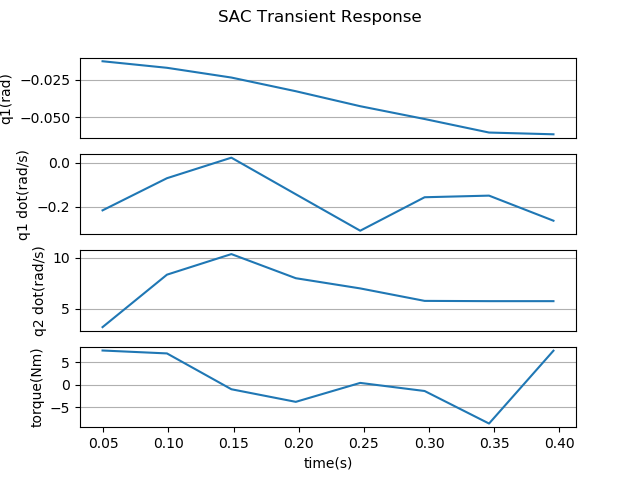 SAC Transient Response
q1(rad)
−0.025
−0.050
q1 dot(rad/s)
0.0
−0.2
q2 dot(rad/s)
10
5
torque(Nm)
5
0
−5
0.05 0.10 0.15 0.20 0.25 0.30 0.35 0.40
time(s)